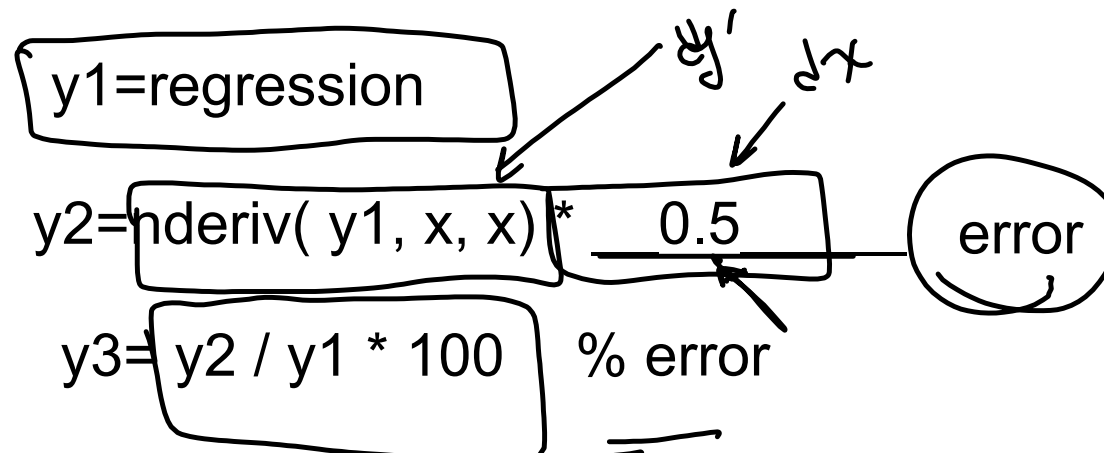 y' dx
y1=regression
y2=nderiv( y1, x, x) * 0.5 error
y3= y2 / y1 * 100 % error